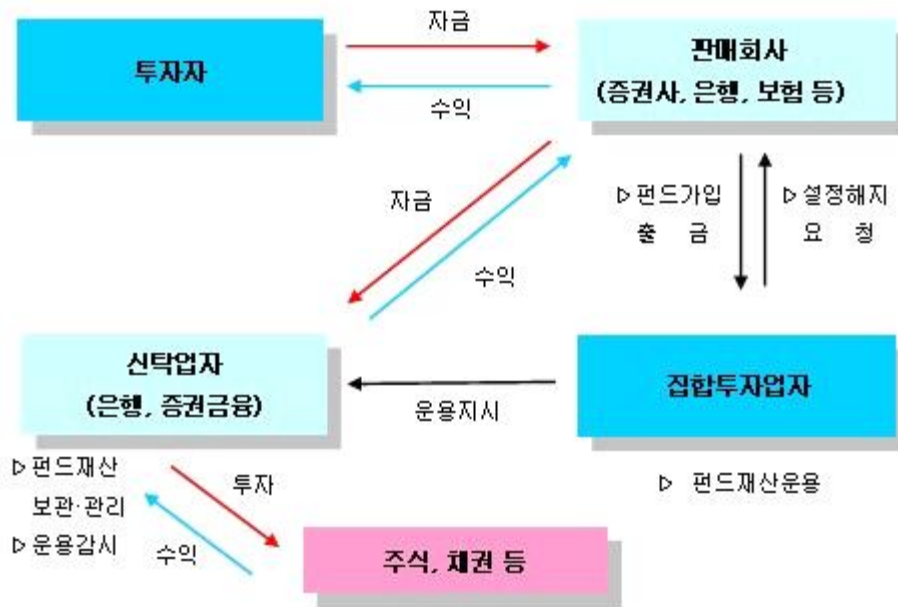 자금
투자자
판매회사
(증권사, 은행, 보험 등)
수익
자금
▷펀드가입
출 금
▷설정해지
요 청
수익
신탁업자
(은행, 증권금융)
운용지시
집합투자업자
▷펀드재산
보관·관리
▷운용감시
투자
수익
▷ 펀드재산운용
주식, 채권 등